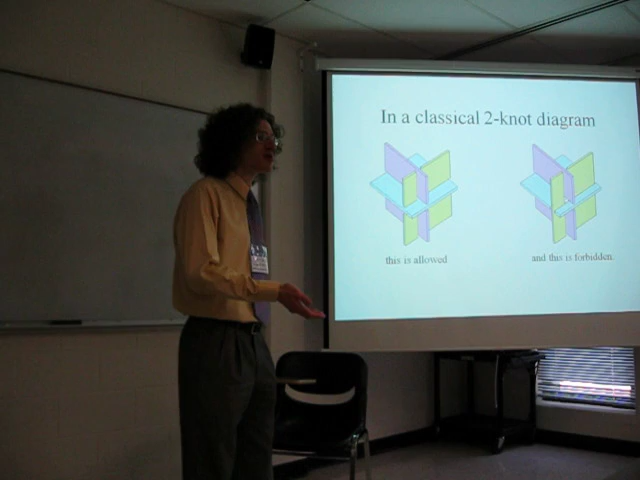 In a classical 2-knot diagram
this is allowed
and this is forbidden.